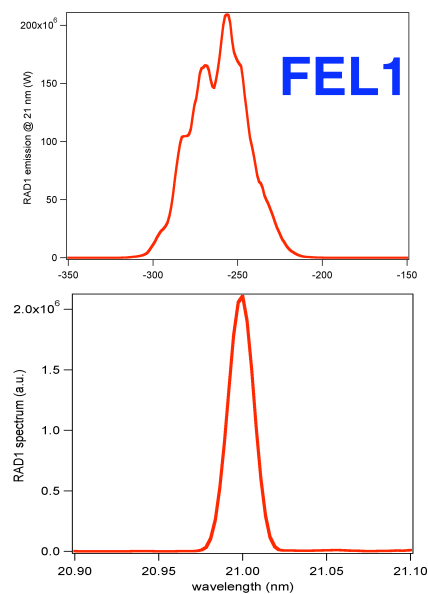 FEL1
RAD1 emission @ 21 nm (W)
200x10⁶
150
100
50
0
-350 -300 -250 -200 -150
RAD1 spectrum (a.u.)
2.0x10⁶
1.5
1.0
0.5
0.0
20.90 20.95 21.00 21.05 21.10
wavelength (nm)